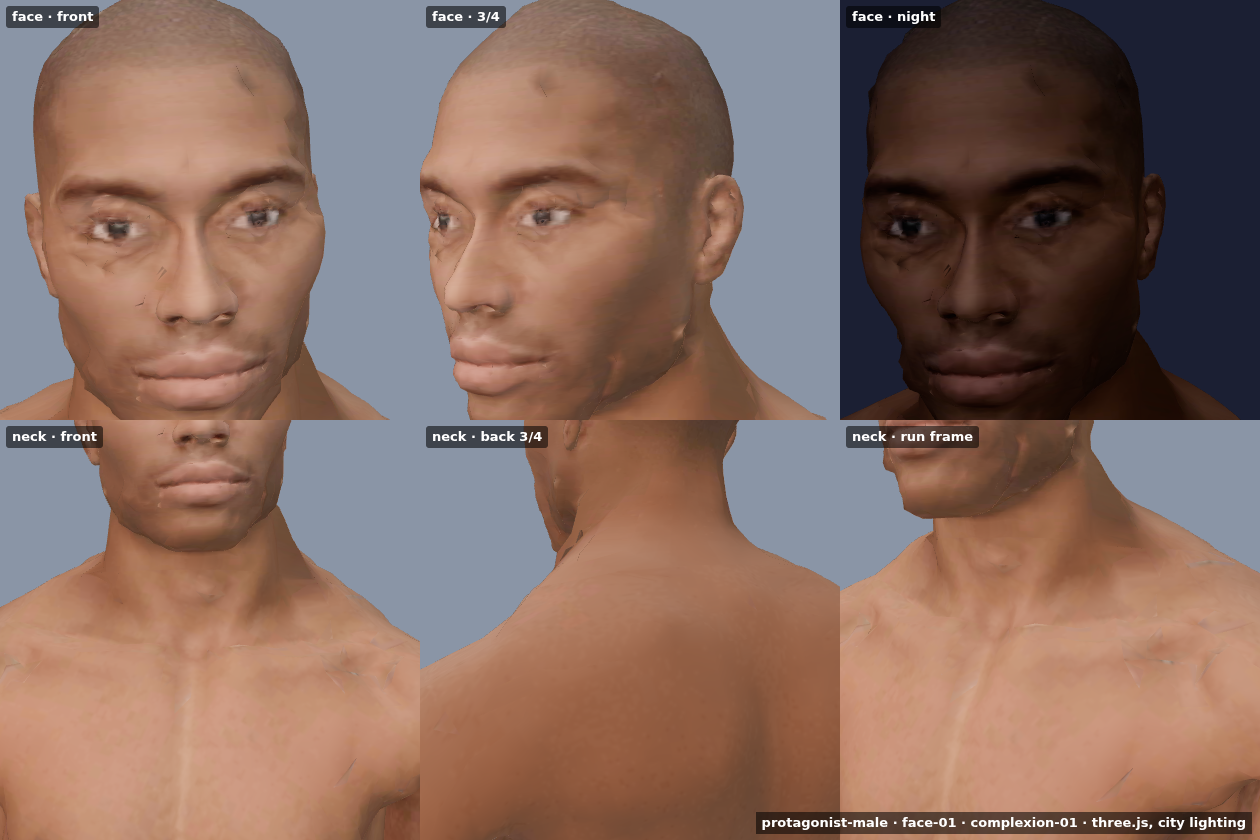 face · front
face · 3/4
face · night
neck · front
neck · back 3/4
neck · run frame
protagonist-male · face-01 · complexion-01 · three.js, city lighting